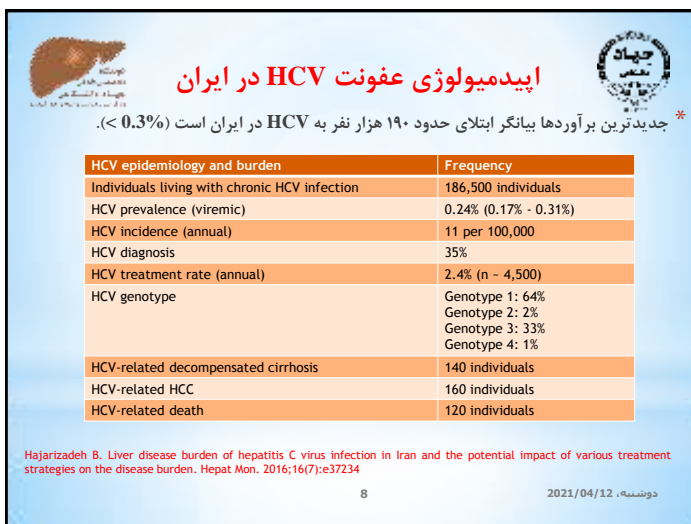 اپیدمیولوژی عفونت HCV در ایران
جهاد
* جدیدترین برآوردها بیانگر ابتلای حدود ۱۹۰ هزار نفر به HCV در ایران است (0.3% >).
HCV epidemiology and burden Frequency
Individuals living with chronic HCV infection 186,500 individuals
HCV prevalence (viremic) 0.24% (0.17% - 0.31%)
HCV incidence (annual) 11 per 100,000
HCV diagnosis 35%
HCV treatment rate (annual) 2.4% (n ~ 4,500)
HCV genotype Genotype 1: 64%
Genotype 2: 2%
Genotype 3: 33%
Genotype 4: 1%
HCV-related decompensated cirrhosis 140 individuals
HCV-related HCC 160 individuals
HCV-related death 120 individuals
Hajarizadeh B. Liver disease burden of hepatitis C virus infection in Iran and the potential impact of various treatment
strategies on the disease burden. Hepat Mon. 2016;16(7):e37234
8
دوشنبه، 2021/04/12